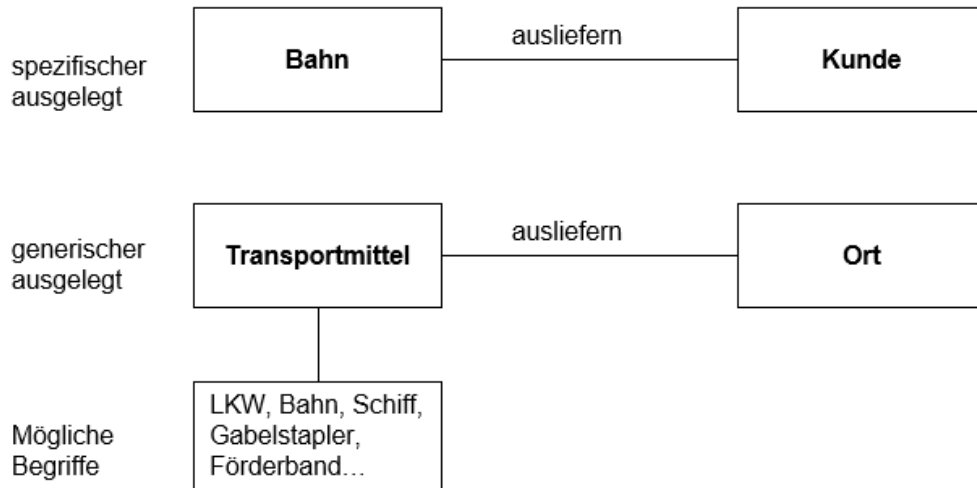 spezifischer
ausgelegt
Bahn
ausliefern
Kunde
generischer
ausgelegt
Transportmittel
ausliefern
Ort
Mögliche
Begriffe
LKW, Bahn, Schiff,
Gabelstapler,
Förderband…